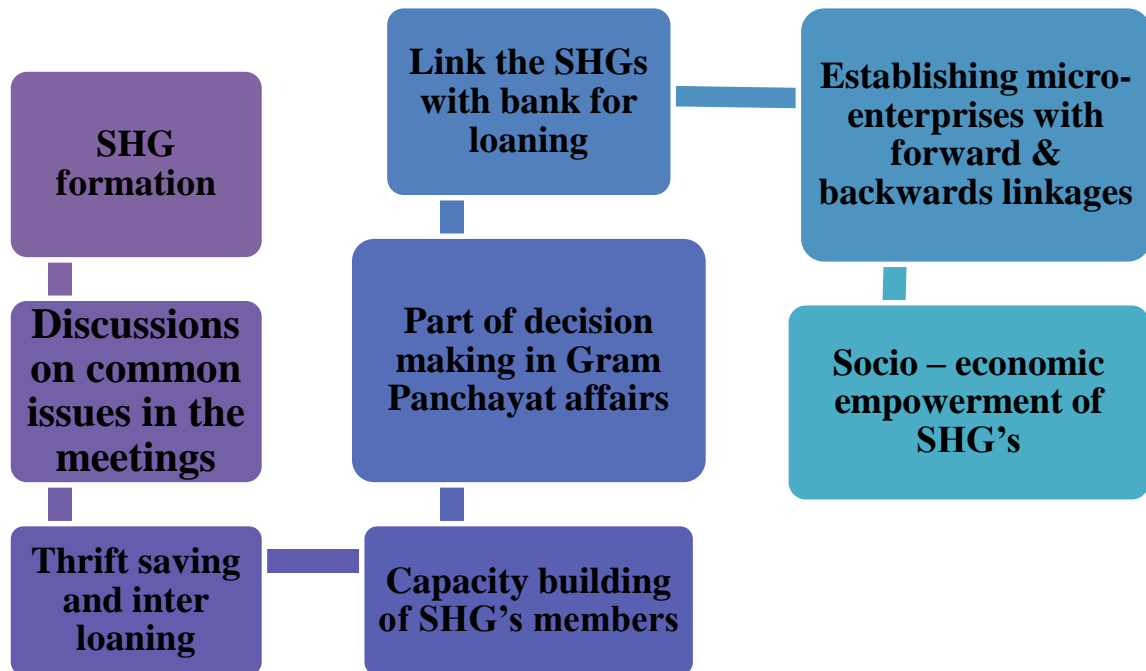 SHG
formation
Discussions
on common
issues in the
meetings
Thrift saving
and inter
loaning
Capacity building
of SHG’s members
Part of decision
making in Gram
Panchayat affairs
Link the SHGs
with bank for
loaning
Establishing micro-
enterprises with
forward &
backwards linkages
Socio – economic
empowerment of
SHG’s